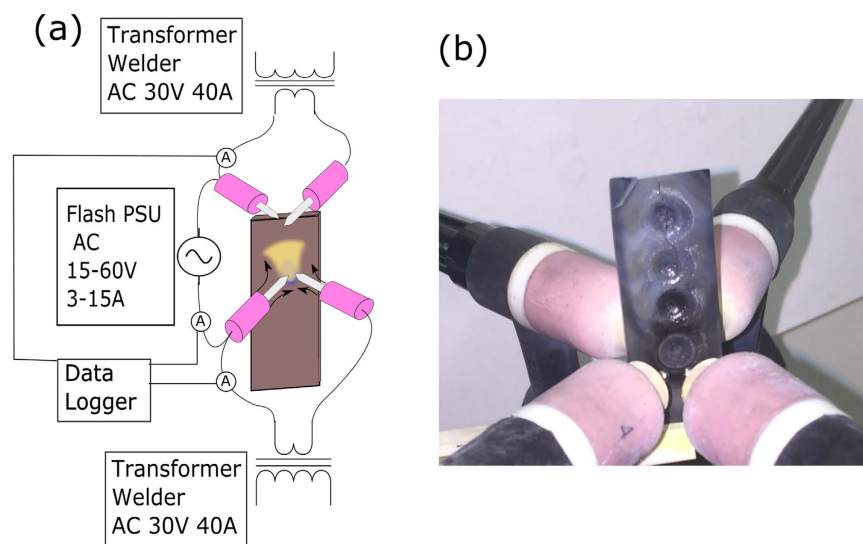 (a)
Transformer
Welder
AC 30V 40A
(b)
A
Flash PSU
AC
15-60V
3-15A
A
Data
Logger
A
Transformer
Welder
AC 30V 40A